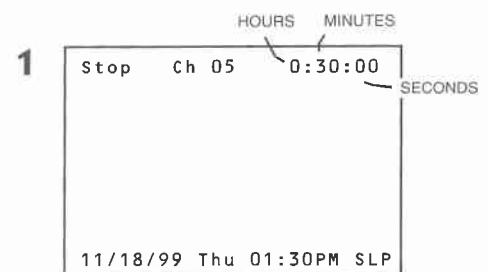 HOURS MINUTES
1
Stop Ch 05 0:30:00
SECONDS
11/18/99 Thu 01:30PM SLP